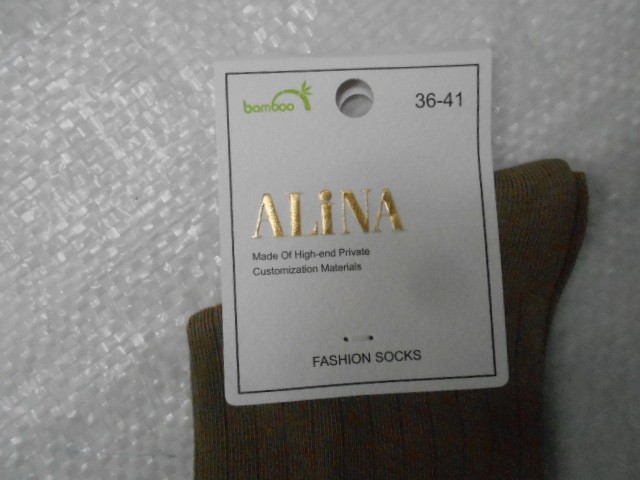 bamboo
36-41
ALiNA
Made Of High-end Private
Customization Materials
FASHION SOCKS